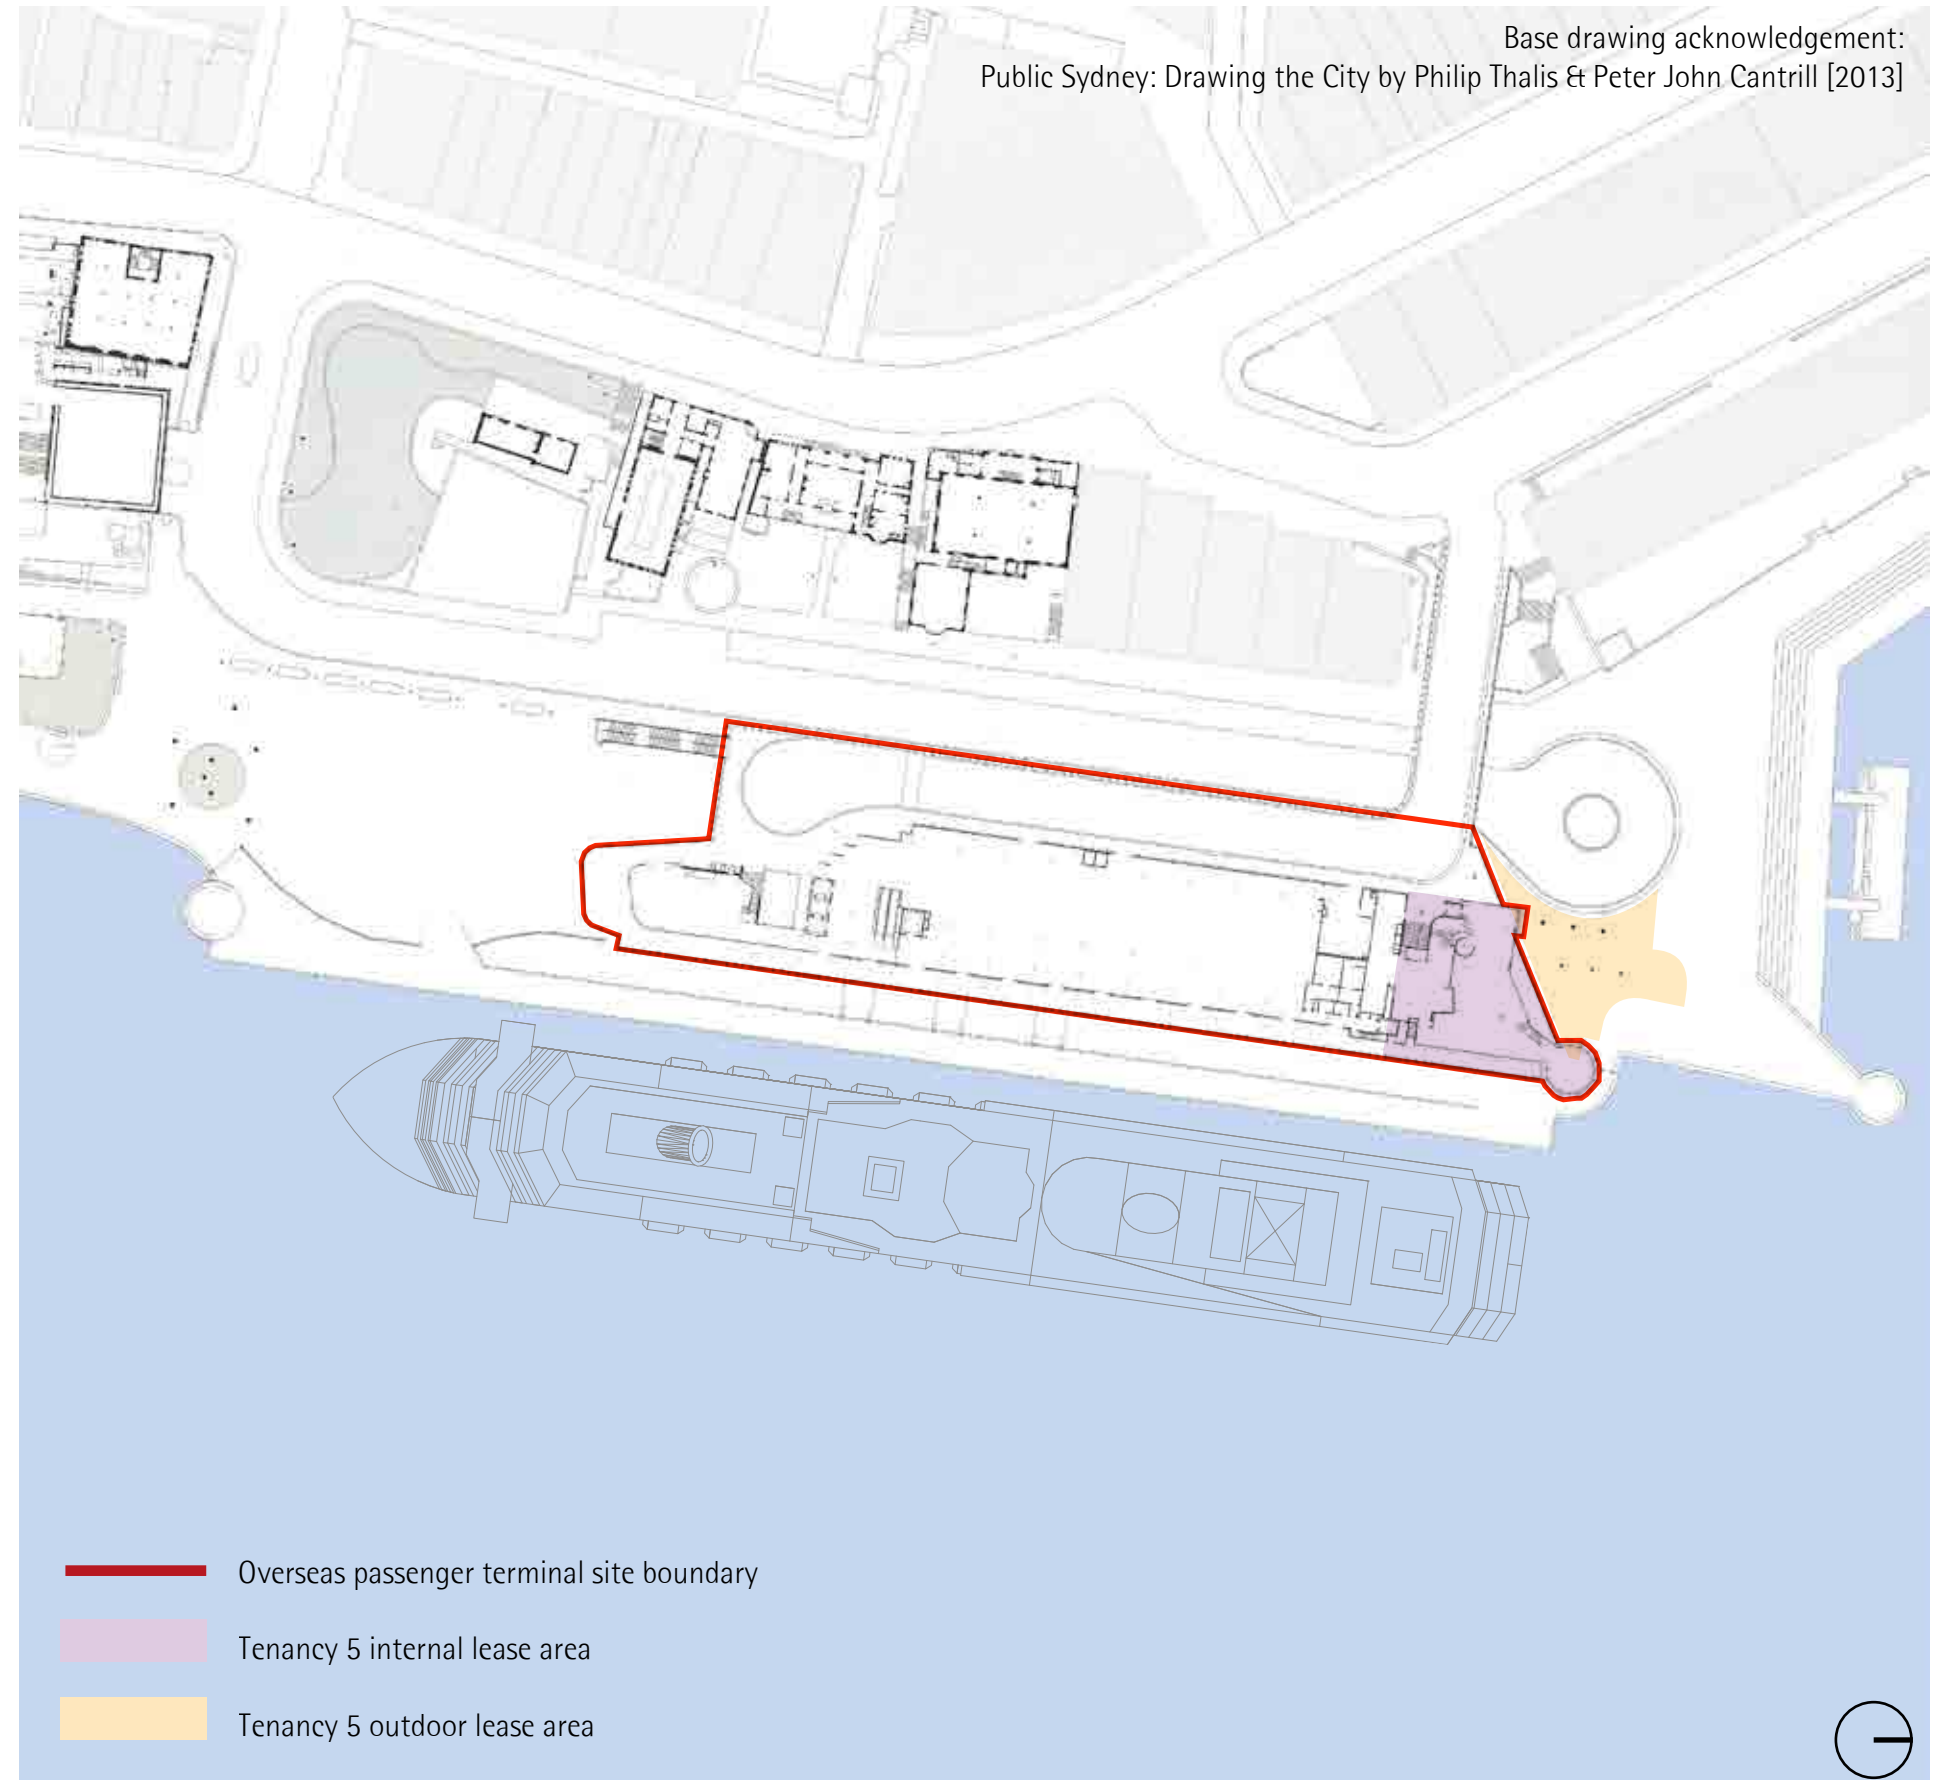 Base drawing acknowledgement:
Public Sydney: Drawing the City by Philip Thalis & Peter John Cantrill [2013]
Overseas passenger terminal site boundary
Tenancy 5 internal lease area
Tenancy 5 outdoor lease area